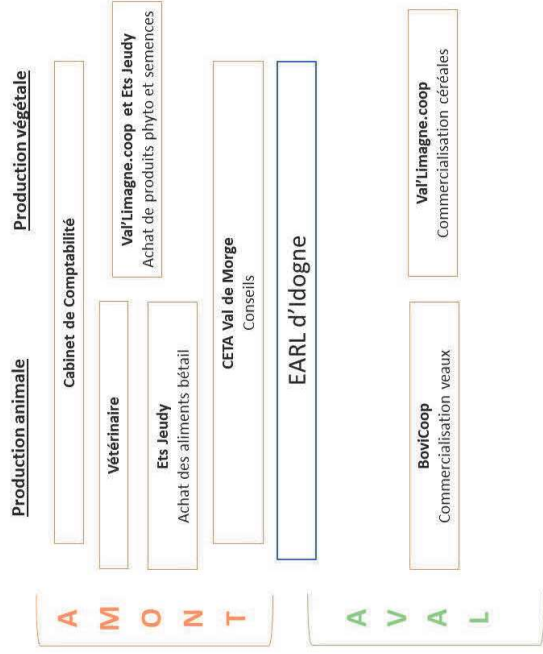 Production animale
Production végétale
AMONT
Cabinet de Comptabilité
Vétérinaire
Val'Limagne.coop et Ets Jeudy
Achat de produits phyto et semences
Ets Jeudy
Achat des aliments bétail
CETA Val de Morge
Conseils
EARL d'Idogne
AVAL
BoviCoop
Commercialisation veaux
Val'Limagne.coop
Commercialisation céréales